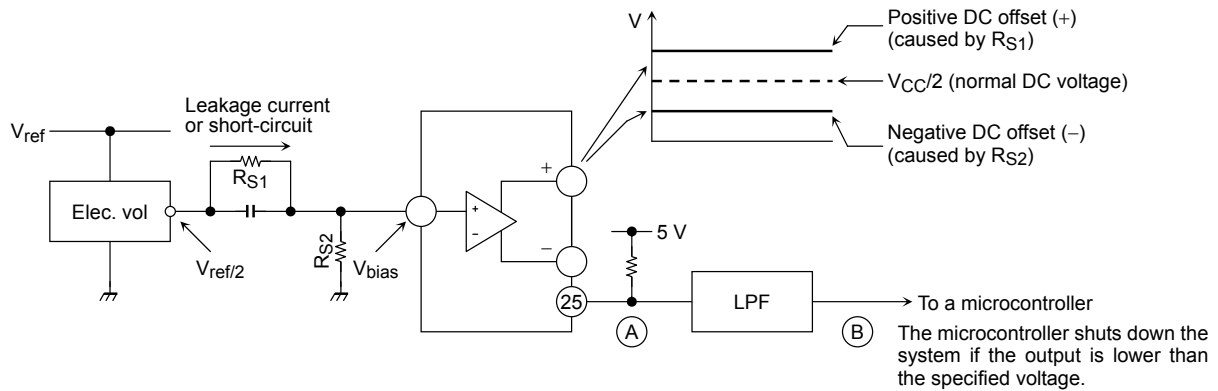 V
Positive DC offset (+)
(caused by RS1)
VCC/2 (normal DC voltage)
Negative DC offset (−)
(caused by RS2)
Leakage current
or short-circuit
Vref
RS1
Elec. vol
Vref/2
RS2
Vbias
+
-
+
−
5 V
25
A
LPF
B
To a microcontroller
The microcontroller shuts down the
system if the output is lower than
the specified voltage.